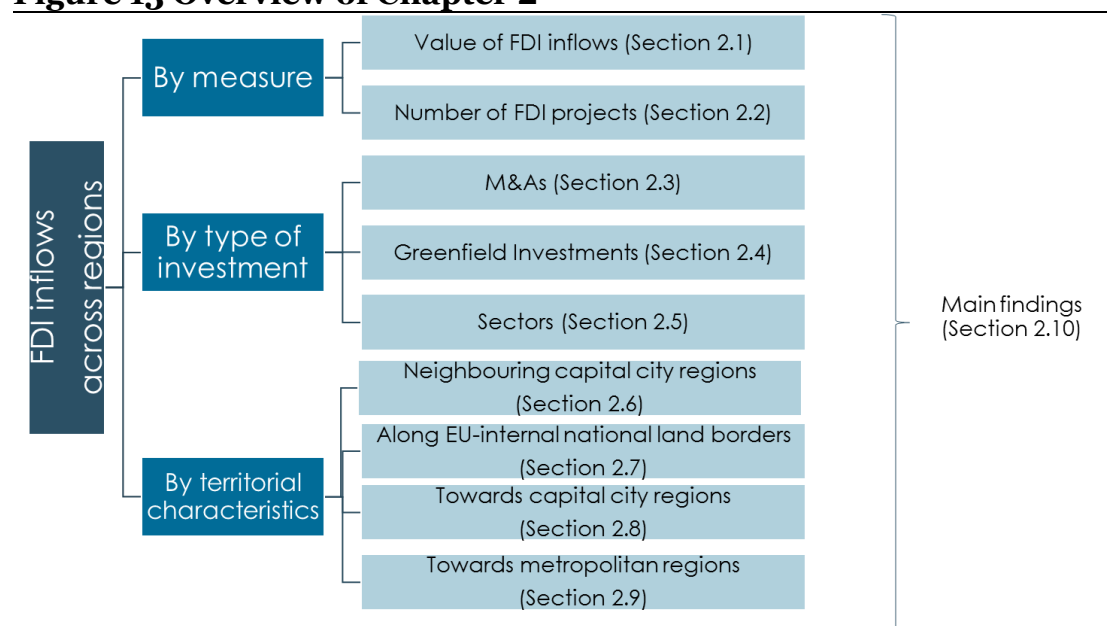 Figure 13 Overview of Chapter 2
FDI inflows
across regions
By measure
Value of FDI inflows (Section 2.1)
Number of FDI projects (Section 2.2)
By type of
investment
M&As (Section 2.3)
Greenfield Investments (Section 2.4)
Sectors (Section 2.5)
By territorial
characteristics
Neighbouring capital city regions
(Section 2.6)
Along EU-internal national land borders
(Section 2.7)
Towards capital city regions
(Section 2.8)
Towards metropolitan regions
(Section 2.9)
Main findings
(Section 2.10)